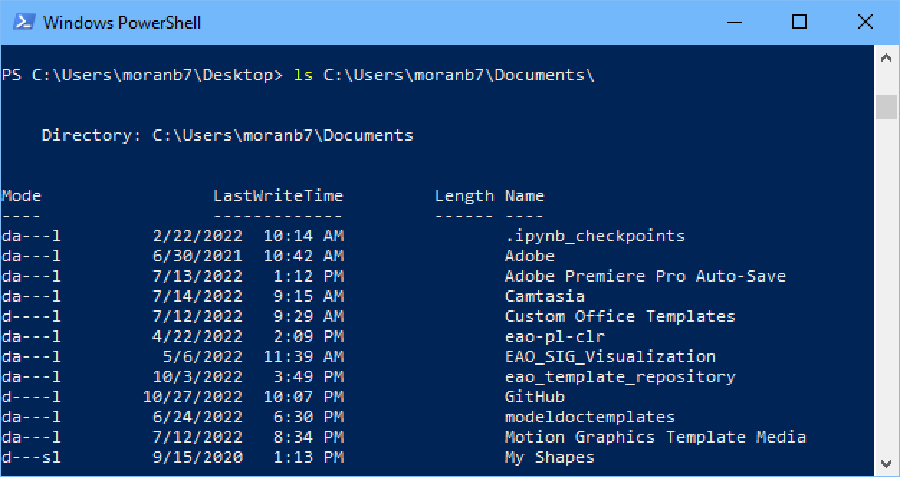 Windows PowerShell
PS C:\Users\moranb7\Desktop> ls C:\Users\moranb7\Documents\
Directory: C:\Users\moranb7\Documents
Mode                LastWriteTime         Length Name
----                -------------         ------ ----
da---l         2/22/2022  10:14 AM                .ipynb_checkpoints
da---l         6/30/2021  10:42 AM                Adobe
da---l         7/13/2022   1:12 PM                Adobe Premiere Pro Auto-Save
da---l         7/14/2022   9:15 AM                Camtasia
d----l         7/12/2022   9:29 AM                Custom Office Templates
da---l         4/22/2022   2:09 PM                eao-pl-clr
da---l          5/6/2022  11:39 AM                EAO_SIG_Visualization
da---l         10/3/2022   3:49 PM                eao_template_repository
d----l        10/27/2022  10:07 PM                GitHub
da---l         6/24/2022   6:30 PM                modeldoctemplates
da---l         7/12/2022   8:34 PM                Motion Graphics Template Media
d---sl         9/15/2020   1:13 PM                My Shapes